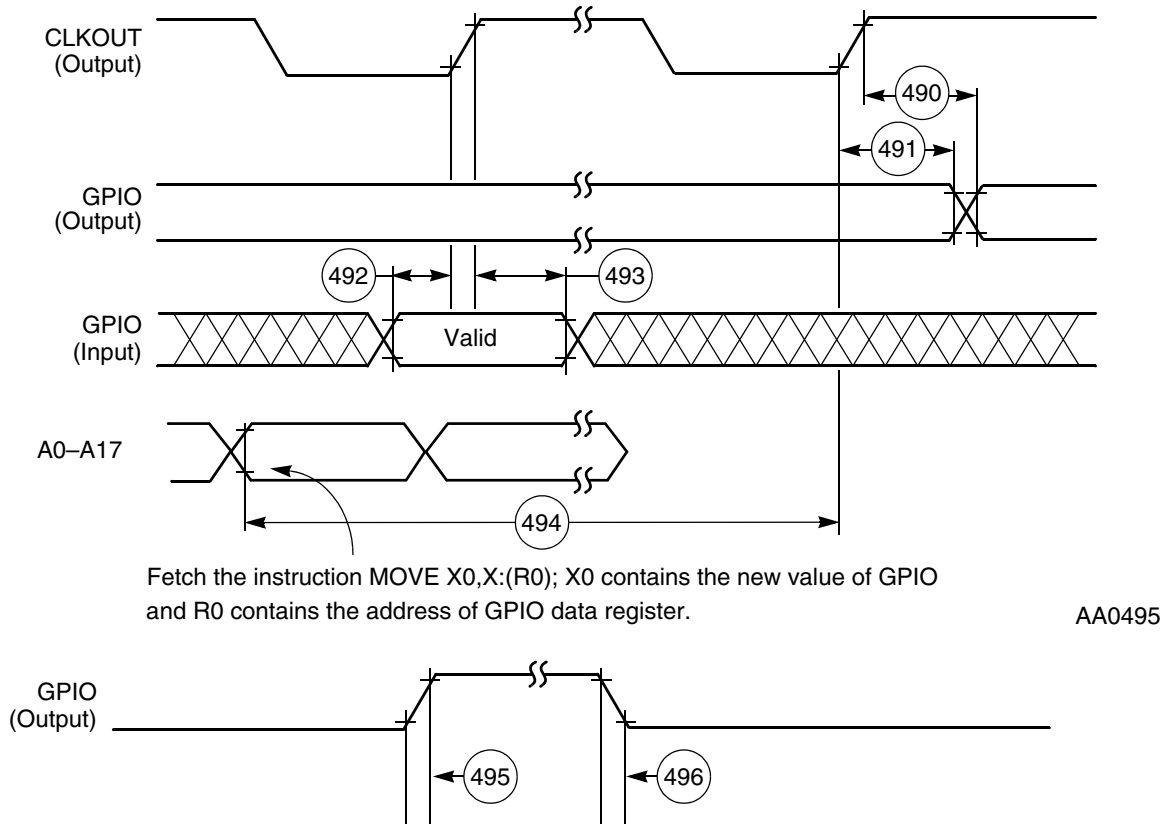 CLKOUT
(Output)
490
491
GPIO
(Output)
492
493
GPIO
(Input)
Valid
A0–A17
494
Fetch the instruction MOVE X0,X:(R0); X0 contains the new value of GPIO
and R0 contains the address of GPIO data register.
AA0495
GPIO
(Output)
495
496